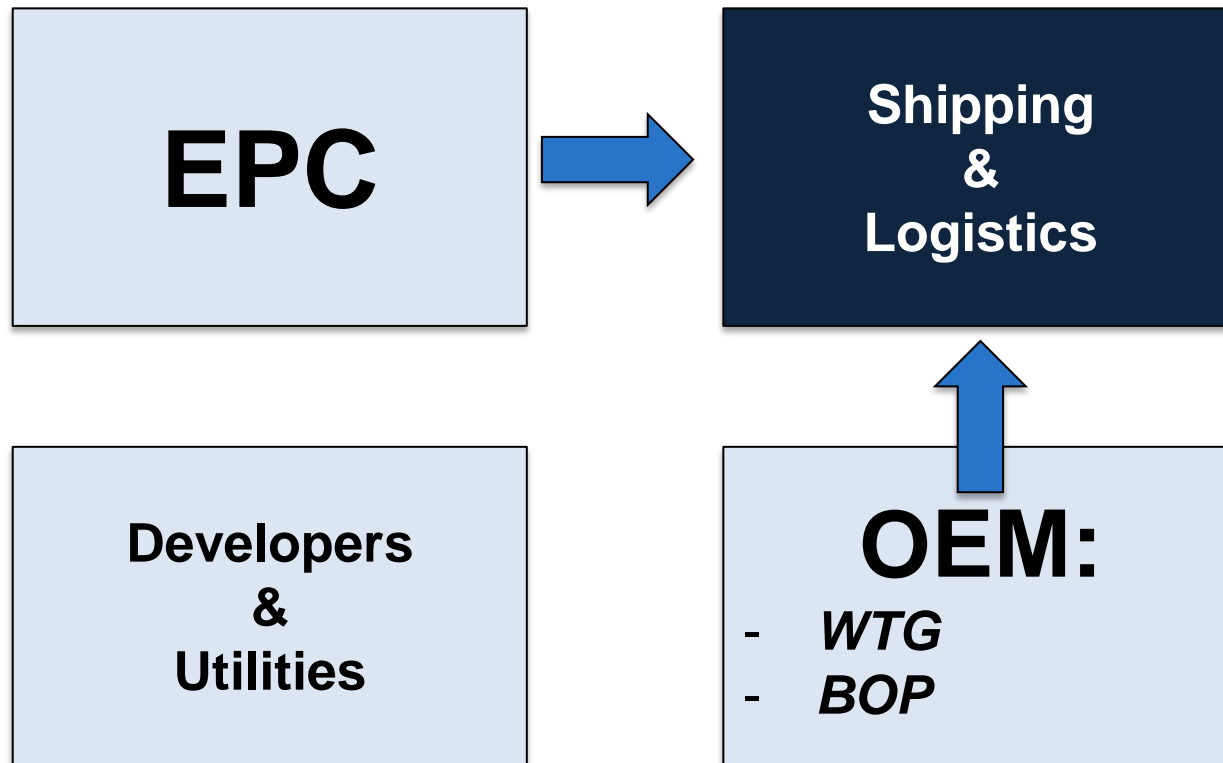 EPC
Shipping
&
Logistics
Developers
&
Utilities
OEM:
- WTG
- BOP